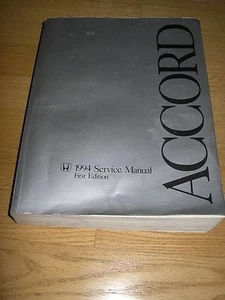 ACCORD
1994 Service Manual
First Edition